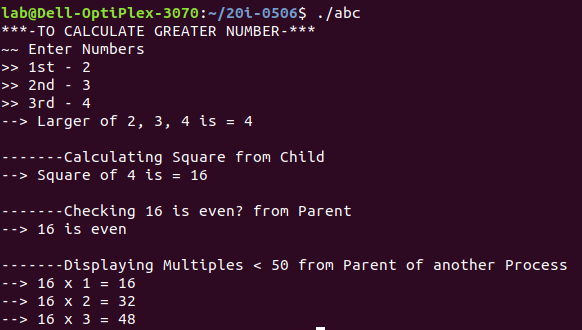 lab@Dell-OptiPlex-3070:~/20i-0506$ ./abc
***-TO CALCULATE GREATER NUMBER-***
~~ Enter Numbers
>> 1st - 2
>> 2nd - 3
>> 3rd - 4
--> Larger of 2, 3, 4 is = 4
-------Calculating Square from Child
--> Square of 4 is = 16
-------Checking 16 is even? from Parent
--> 16 is even
-------Displaying Multiples < 50 from Parent of another Process
--> 16 x 1 = 16
--> 16 x 2 = 32
--> 16 x 3 = 48